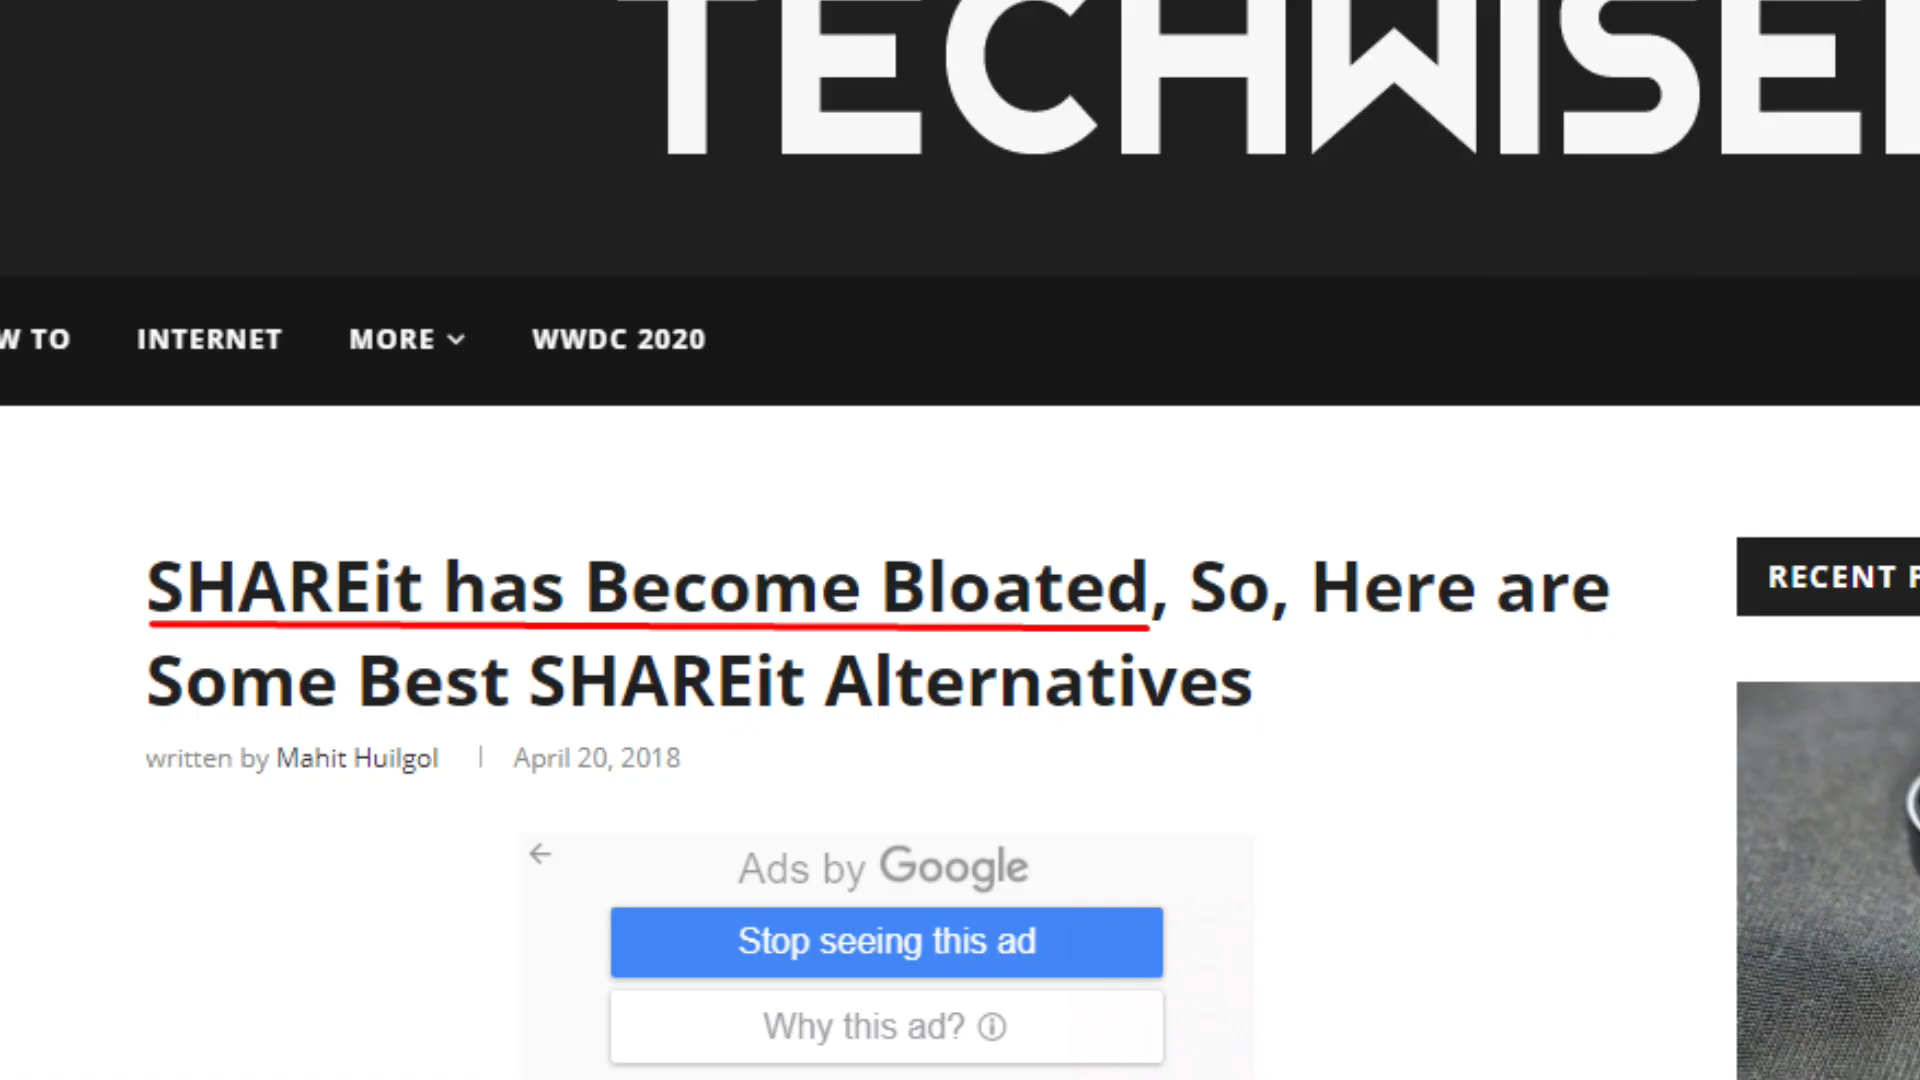 TECHWISER
W TO INTERNET MORE WWDC 2020
SHAREit has Become Bloated, So, Here are
Some Best SHAREit Alternatives
written by Mahit Huilgol | April 20, 2018
RECENT
Ads by Google
Stop seeing this ad
Why this ad?